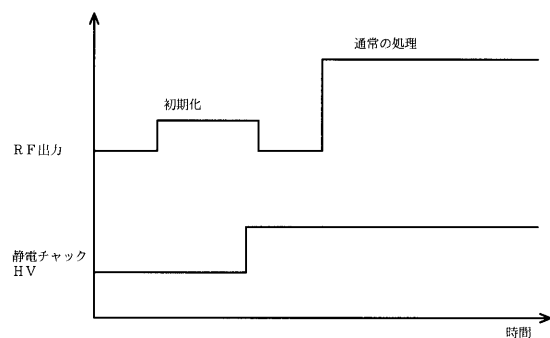 通常の処理
初期化
ＲＦ出力
静電チャック
ＨＶ
時間